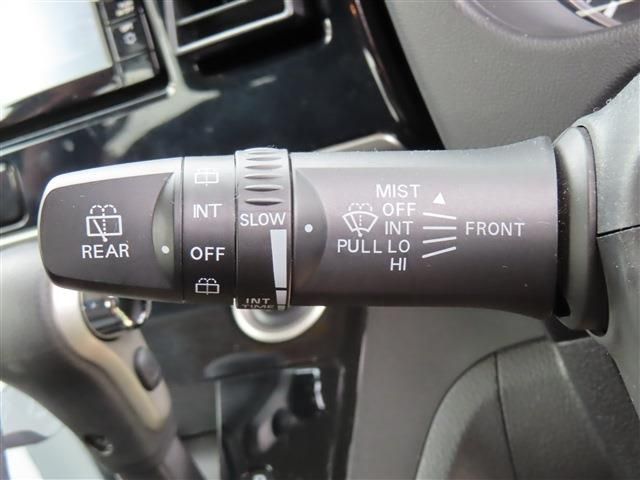 REAR
INT
OFF
SLOW
INT
TIME
MIST
OFF
INT
PULL LO
HI
FRONT